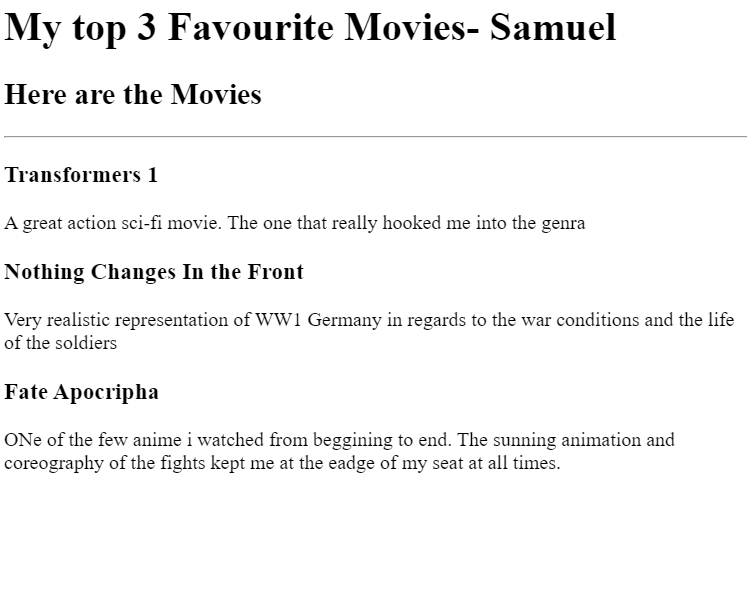 My top 3 Favourite Movies- Samuel
Here are the Movies
Transformers 1
A great action sci-fi movie. The one that really hooked me into the genra
Nothing Changes In the Front
Very realistic representation of WW1 Germany in regards to the war conditions and the life
of the soldiers
Fate Apocripha
ONe of the few anime i watched from beggining to end. The sunning animation and
coreography of the fights kept me at the eadge of my seat at all times.